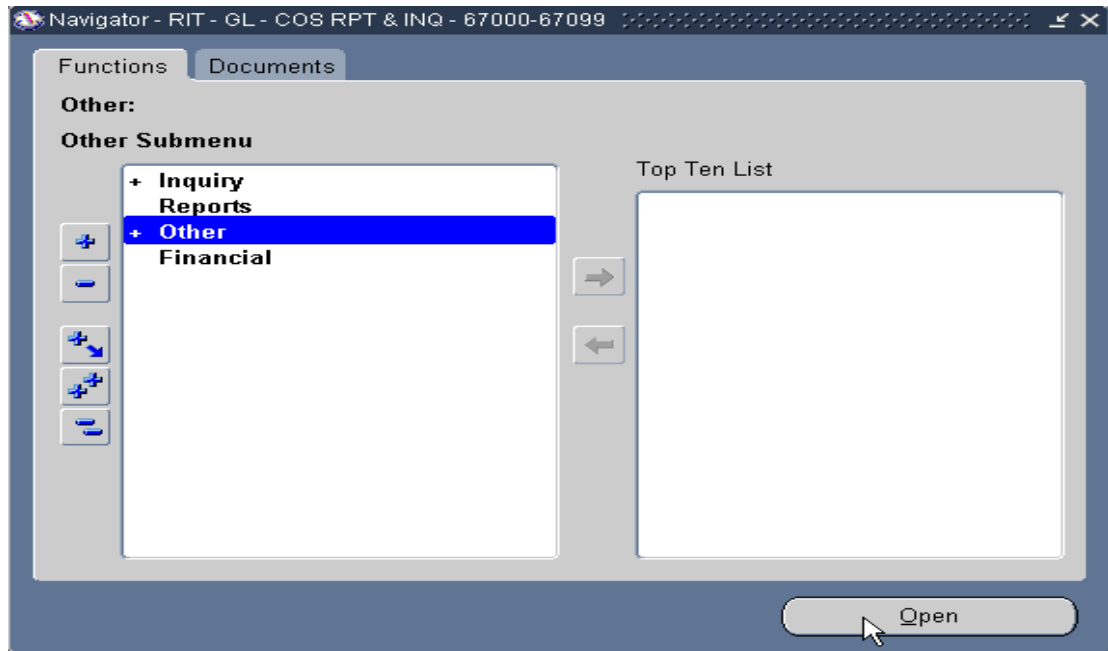 Navigator - RIT - GL - COS RPT & INQ - 67000-67099
Functions Documents
Other:
Other Submenu
Top Ten List
+ Inquiry
Reports
+ Other
Financial
Open